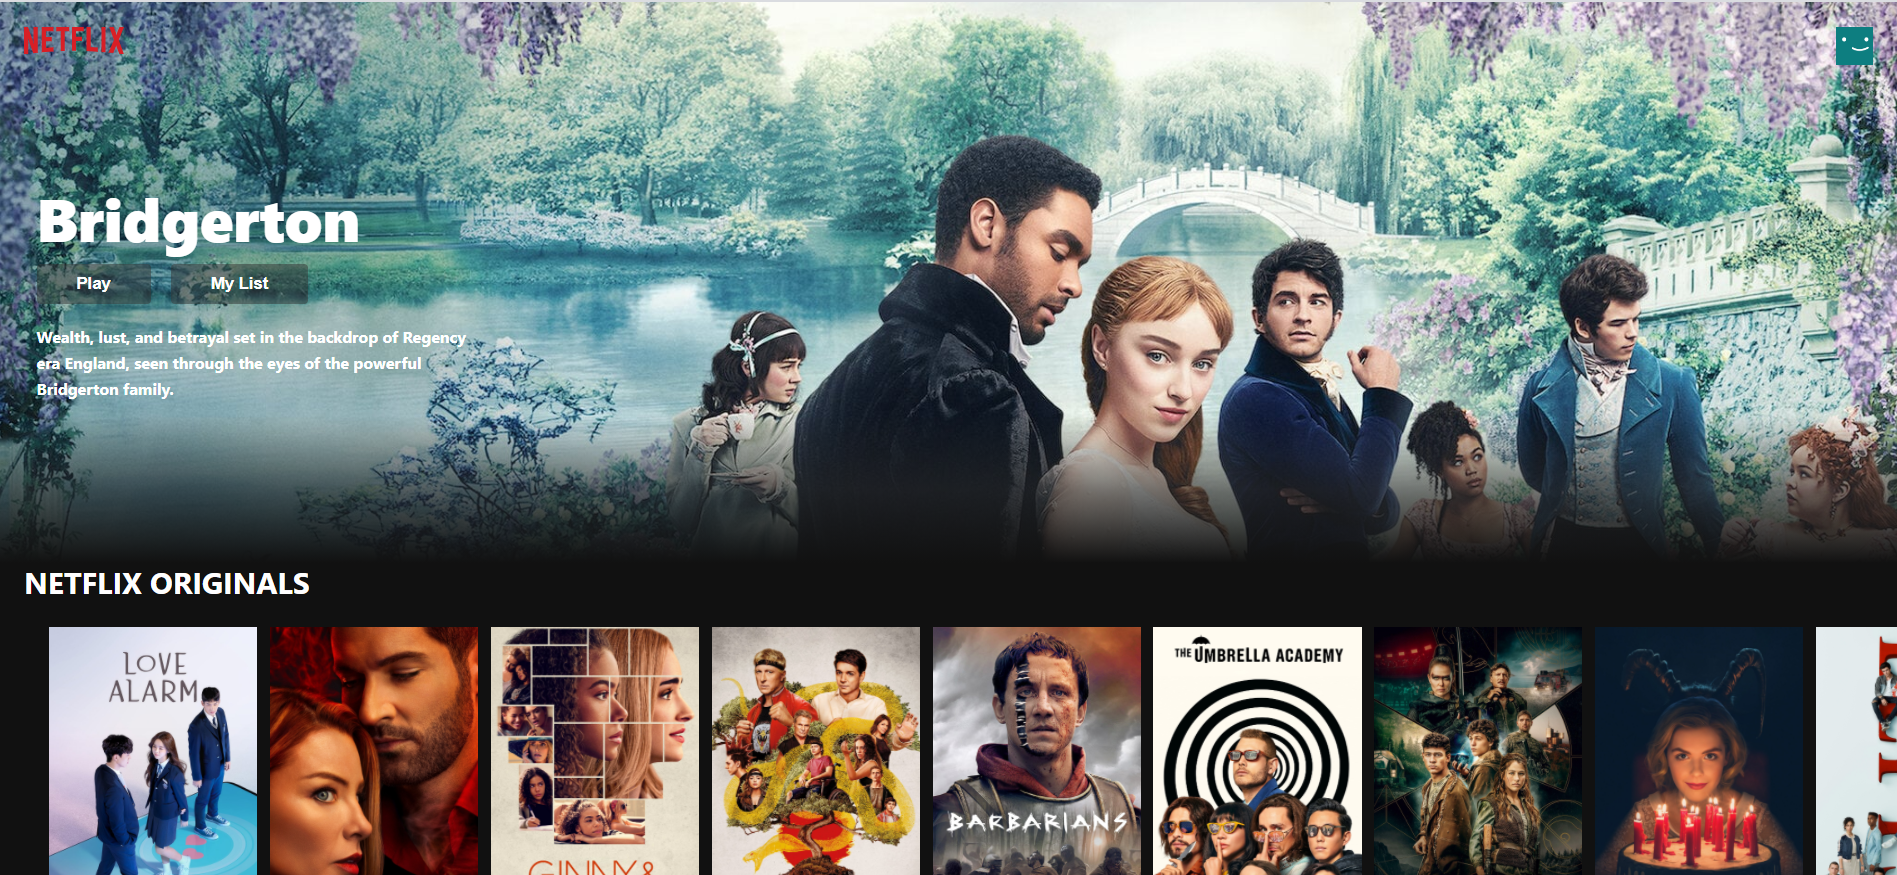 NETFLIX
Bridgerton
Play
My List
Wealth, lust, and betrayal set in the backdrop of Regency
era England, seen through the eyes of the powerful
Bridgerton family.
NETFLIX ORIGINALS
LOVE
ALARM
GINNY &
BARBARIANS
THE UMBRELLA ACADEMY